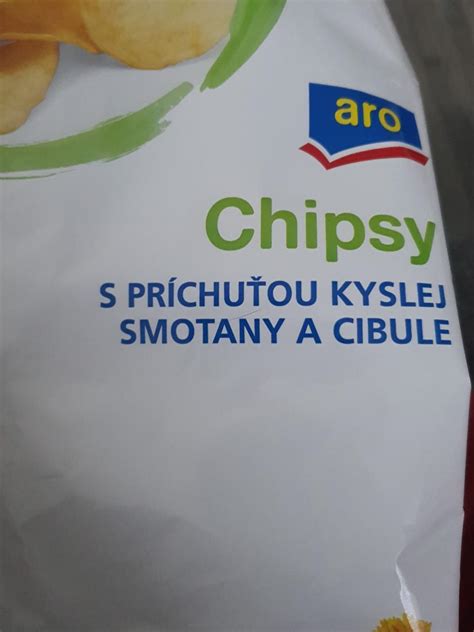 aro
Chipsy
S PRÍCHUŤOU KYSLEJ
SMOTANY A CIBULE